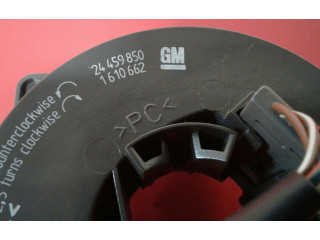 24 459 850
1 610 662
GM
>PC<
counterclockwise
turns clockwise